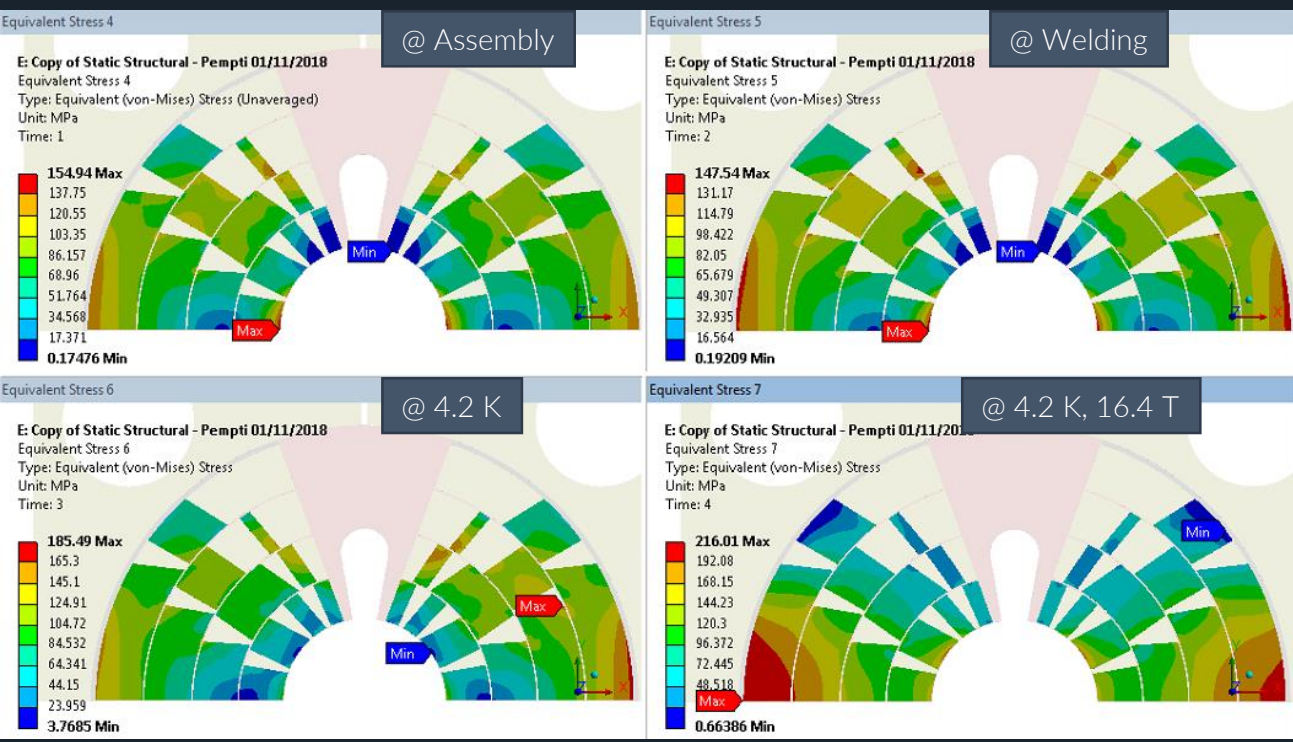 Equivalent Stress 4
@ Assembly
E: Copy of Static Structural - Pempti 01/11/2018
Equivalent Stress 4
Type: Equivalent (von-Mises) Stress (Unaveraged)
Unit: MPa
Time: 1
154.94 Max
137.75
120.55
103.35
86.157
68.96
51.764
34.568
17.371
0.17476 Min
Min
Max
X
Equivalent Stress 5
@ Welding
E: Copy of Static Structural - Pempti 01/11/2018
Equivalent Stress 5
Type: Equivalent (von-Mises) Stress
Unit: MPa
Time: 2
147.54 Max
131.17
114.79
98.422
82.05
65.679
49.307
32.935
16.564
0.19209 Min
Min
Max
X
Equivalent Stress 6
@ 4.2 K
E: Copy of Static Structural - Pempti 01/11/2018
Equivalent Stress 6
Type: Equivalent (von-Mises) Stress
Unit: MPa
Time: 3
185.49 Max
165.3
145.1
124.91
104.72
84.532
64.341
44.15
23.959
3.7685 Min
Max
Min
X
Equivalent Stress 7
@ 4.2 K, 16.4 T
E: Copy of Static Structural - Pempti 01/11/20
Equivalent Stress 7
Type: Equivalent (von-Mises) Stress
Unit: MPa
Time: 4
216.01 Max
192.08
168.15
144.23
120.3
96.372
72.445
48.518
0.66386 Min
Min
Max